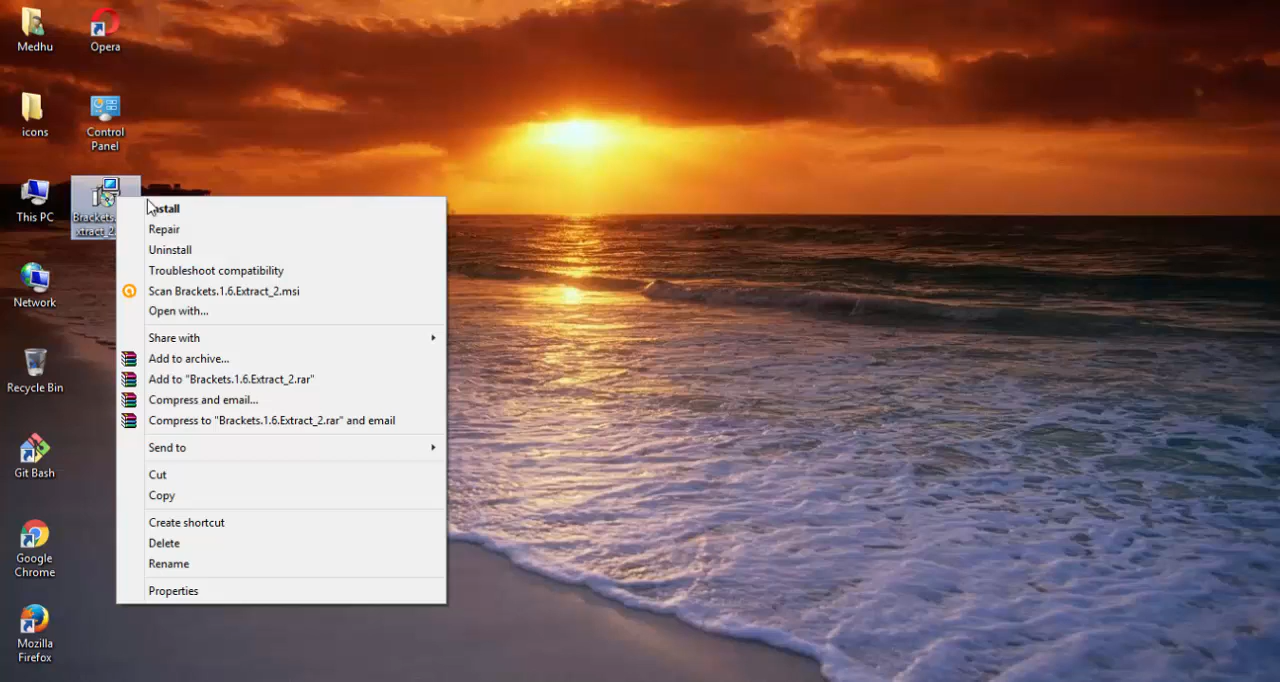 Medhu
Opera
icons
Control
Panel
This PC
Brackets.
xtract_2
Network
Recycle Bin
Git Bash
Google
Chrome
Mozilla
Firefox
Install
Repair
Uninstall
Troubleshoot compatibility
Scan Brackets.1.6.Extract_2.msi
Open with...
Share with
Add to archive...
Add to "Brackets.1.6.Extract_2.rar"
Compress and email...
Compress to "Brackets.1.6.Extract_2.rar" and email
Send to
Cut
Copy
Create shortcut
Delete
Rename
Properties